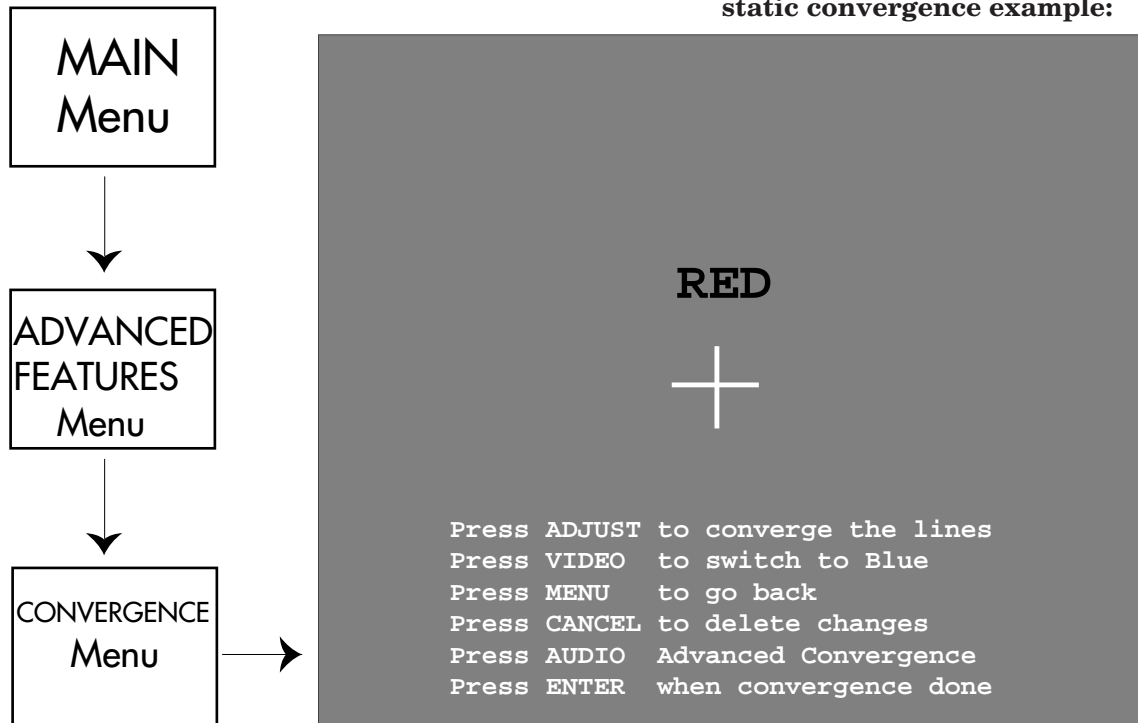 static convergence example:
MAIN
Menu
ADVANCED
FEATURES
Menu
CONVERGENCE
Menu
RED
Press ADJUST to converge the lines
Press VIDEO to switch to Blue
Press MENU to go back
Press CANCEL to delete changes
Press AUDIO Advanced Convergence
Press ENTER when convergence done